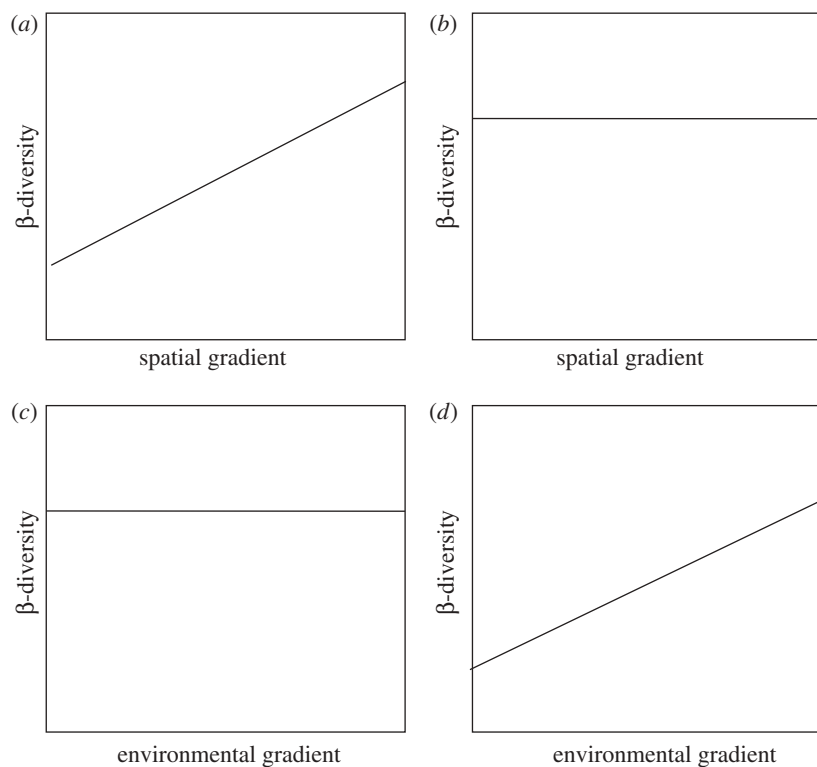 (a)
(b)
β-diversity
β-diversity
spatial gradient
spatial gradient
(c)
(d)
β-diversity
β-diversity
environmental gradient
environmental gradient